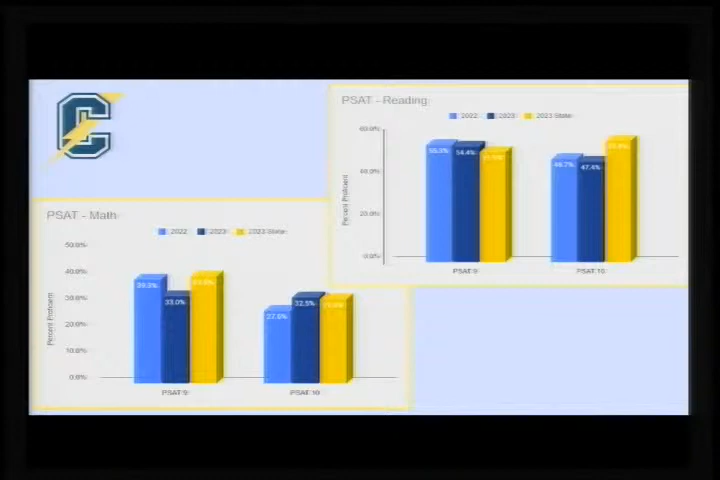 C
PSAT - Reading
2022 2023 2023 State
60.0%
40.0%
20.0%
0.0%
Percent Proficient
54.4%
47.4%
PSAT 9 PSAT 10
PSAT - Math
2022 2023 2023 State
50.0%
40.0%
30.0%
20.0%
10.0%
0.0%
Percent Proficient
33.0%
32.5%
PSAT 9 PSAT 10